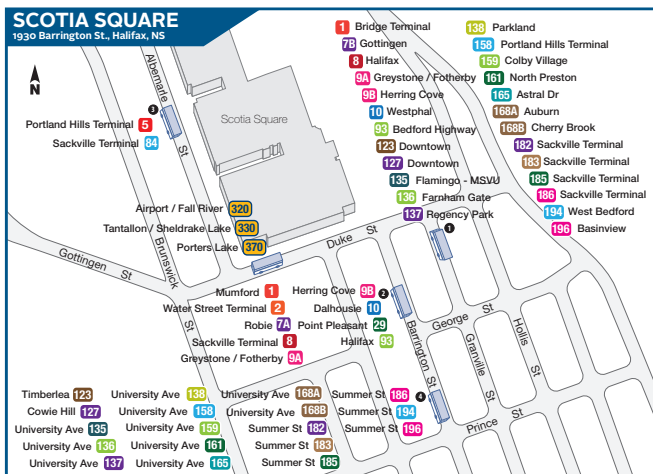 SCOTIA SQUARE
1930 Barrington St., Halifax, NS
N
Albemarle St
3
Portland Hills Terminal 5
Sackville Terminal 84
Scotia Square
1 Bridge Terminal
7B Gottingen
8 Halifax
9A Greystone / Fotherby
9B Herring Cove
10 Westphal
93 Bedford Highway
123 Downtown
127 Downtown
135 Flamingo - MSVU
136 Farnham Gate
137 Regency Park
138 Parkland
158 Portland Hills Terminal
159 Colby Village
161 North Preston
165 Astral Dr
168A Auburn
168B Cherry Brook
182 Sackville Terminal
183 Sackville Terminal
185 Sackville Terminal
186 Sackville Terminal
194 West Bedford
196 Basinview
Airport / Fall River 320
Tantallon / Sheldrake Lake 330
Porters Lake 370
Gottingen St
Brunswick St
Duke St
1
Mumford 1
Water Street Terminal 2
Robie 7A
Sackville Terminal 8
Greystone / Fotherby 9A
Herring Cove 9B 2
Dalhousie 10
Point Pleasant 29
Halifax 93
Barrington St
George St
Granville St
Hollis St
Prince St
Timberlea 123
Cowie Hill 127
University Ave 135
University Ave 136
University Ave 137
University Ave 138
University Ave 158
University Ave 159
University Ave 161
University Ave 165
University Ave 168A
University Ave 168B
Summer St 182
Summer St 183
Summer St 185
Summer St 186 4
Summer St 194
Summer St 196